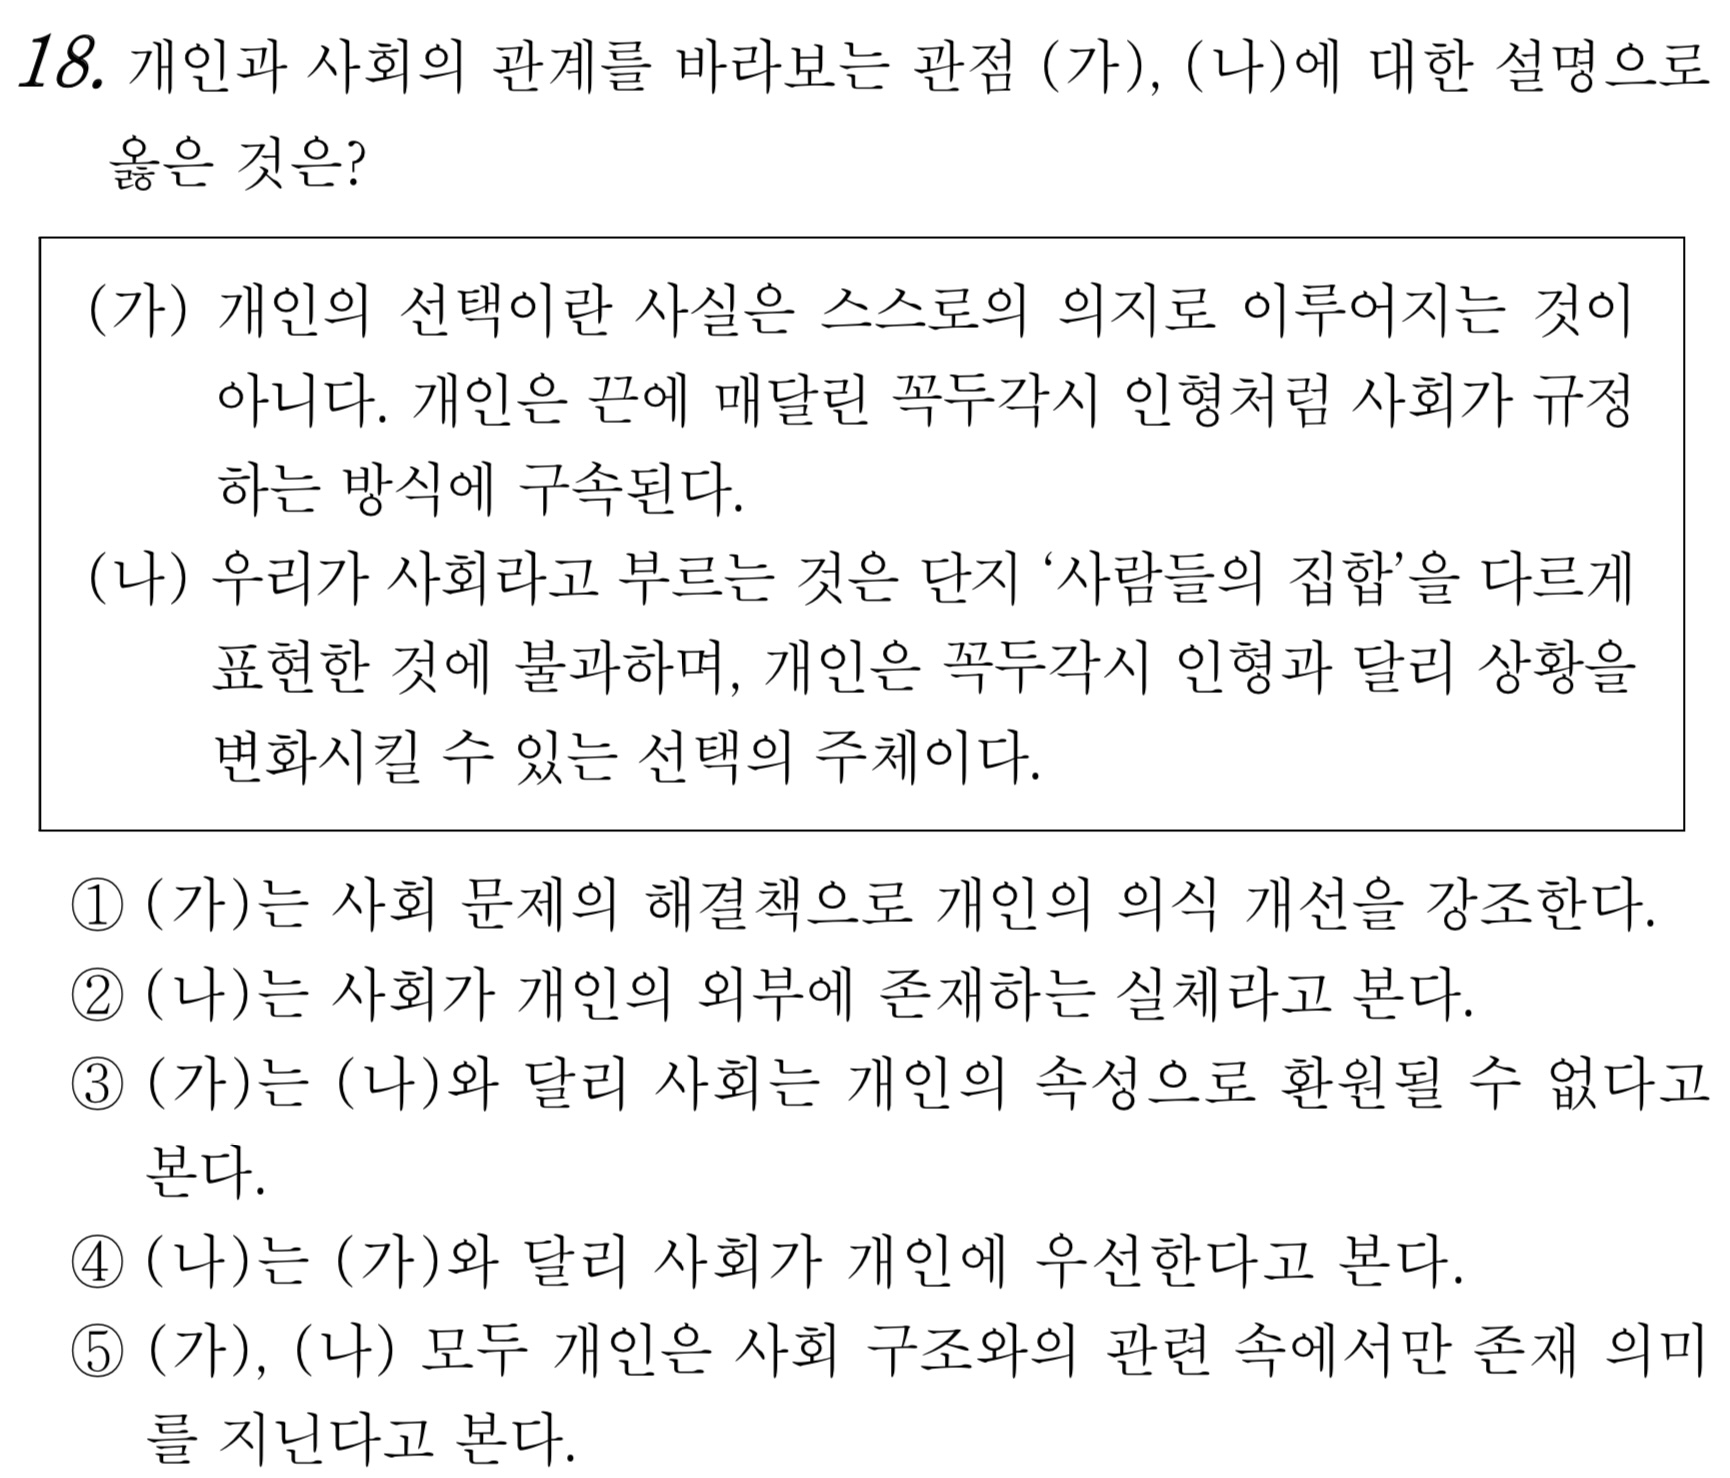 18. 개인과 사회의 관계를 바라보는 관점 (가), (나)에 대한 설명으로
옳은 것은?
(가) 개인의 선택이란 사실은 스스로의 의지로 이루어지는 것이
아니다. 개인은 끈에 매달린 꼭두각시 인형처럼 사회가 규정
하는 방식에 구속된다.
(나) 우리가 사회라고 부르는 것은 단지 ‘사람들의 집합’을 다르게
표현한 것에 불과하며, 개인은 꼭두각시 인형과 달리 상황을
변화시킬 수 있는 선택의 주체이다.
① (가)는 사회 문제의 해결책으로 개인의 의식 개선을 강조한다.
② (나)는 사회가 개인의 외부에 존재하는 실체라고 본다.
③ (가)는 (나)와 달리 사회는 개인의 속성으로 환원될 수 없다고
본다.
④ (나)는 (가)와 달리 사회가 개인에 우선한다고 본다.
⑤ (가), (나) 모두 개인은 사회 구조와의 관련 속에서만 존재 의미
를 지닌다고 본다.